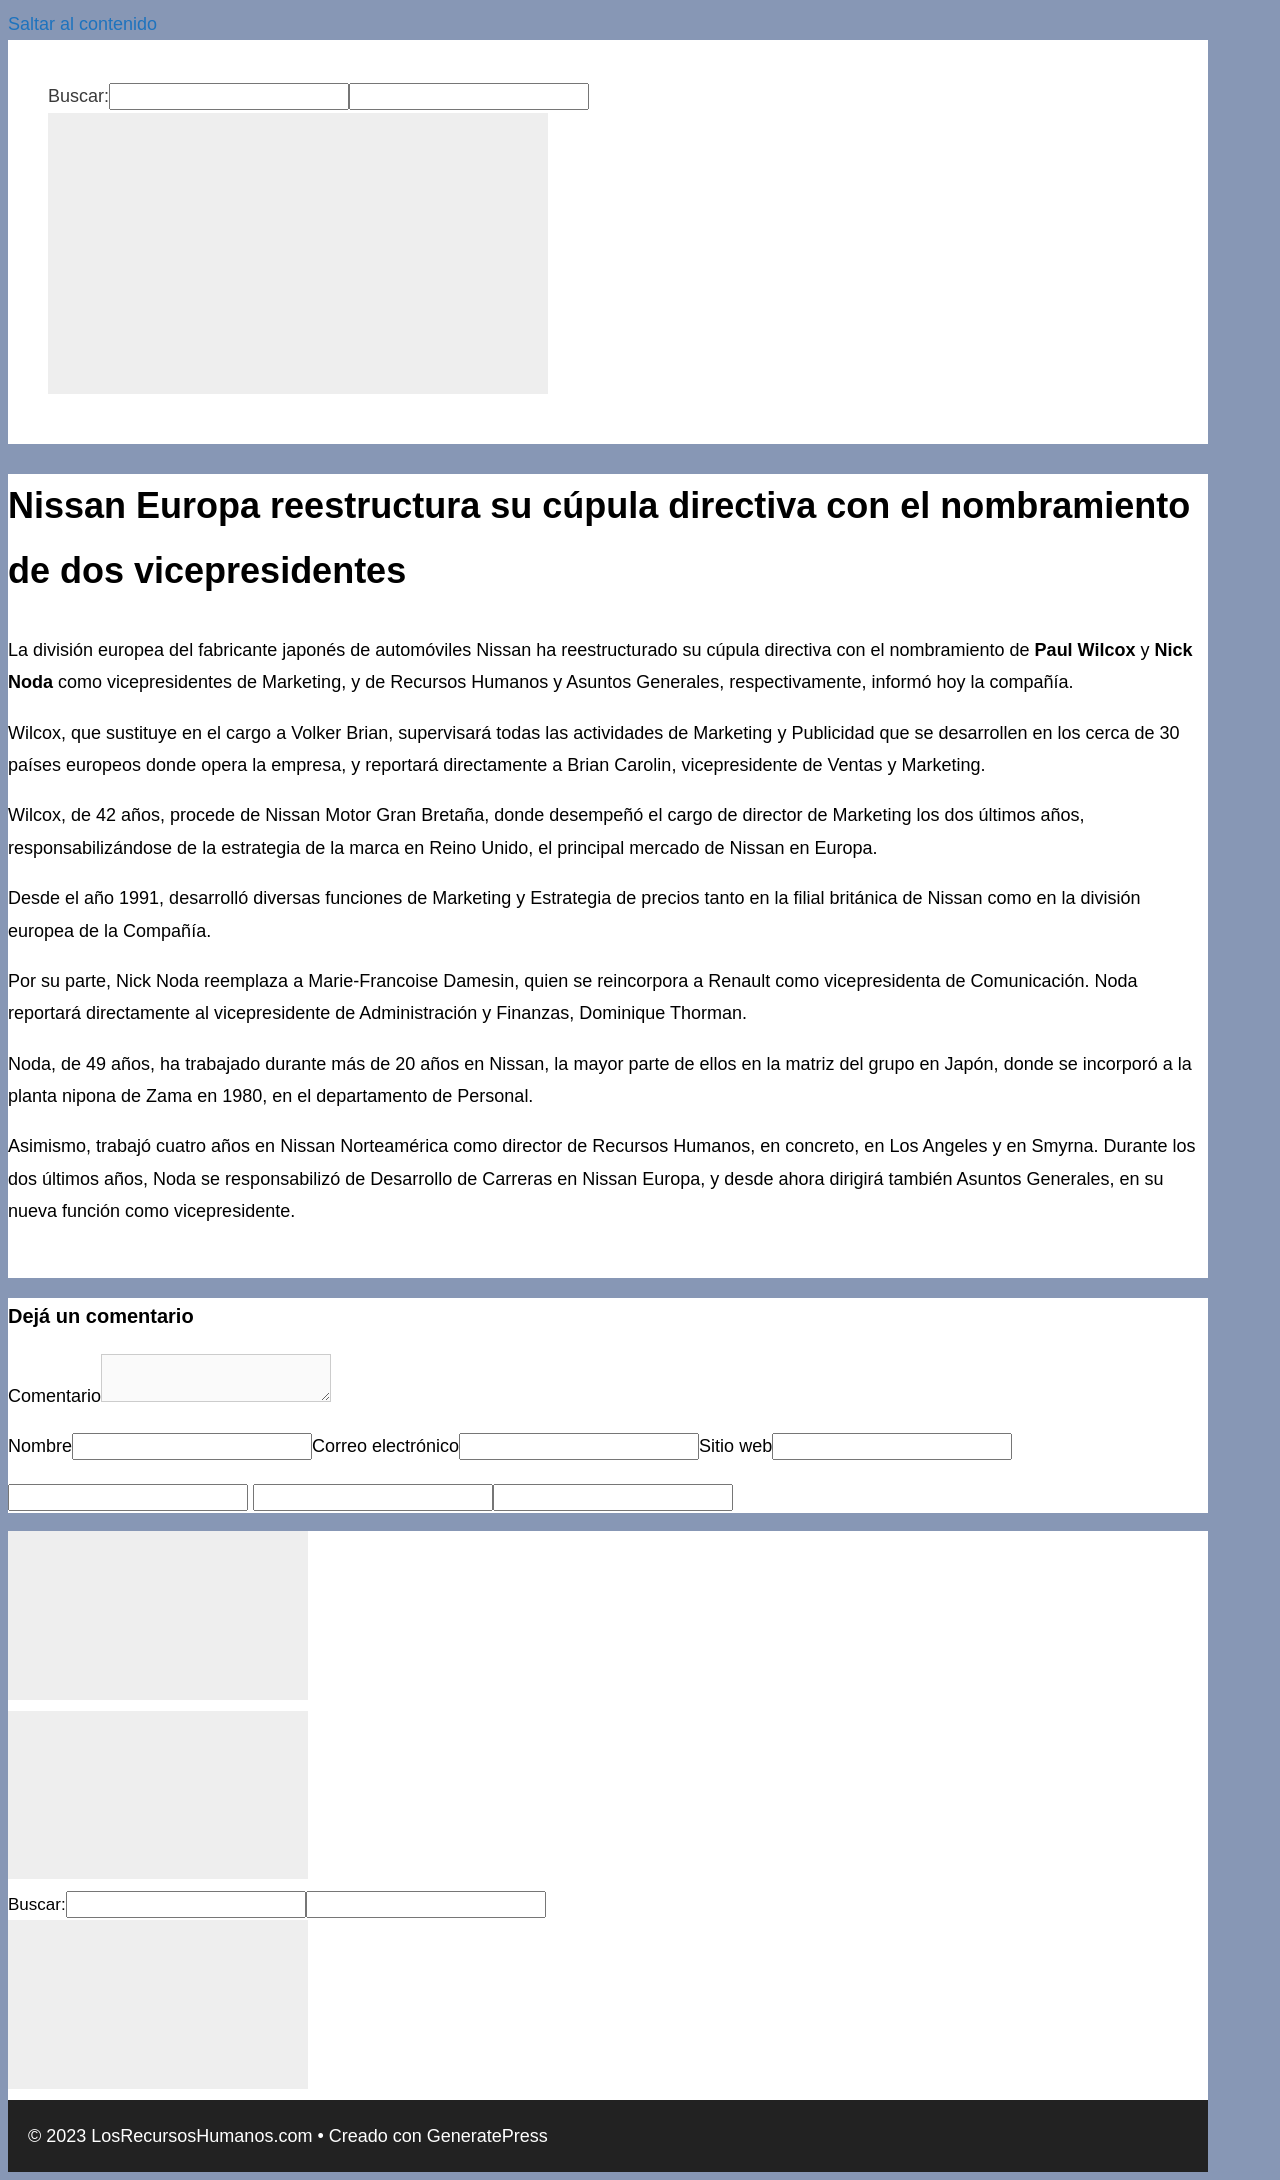 Saltar al contenido
Buscar:
Nissan Europa reestructura su cúpula directiva con el nombramiento
de dos vicepresidentes
La división europea del fabricante japonés de automóviles Nissan ha reestructurado su cúpula directiva con el nombramiento de Paul Wilcox y Nick
Noda como vicepresidentes de Marketing, y de Recursos Humanos y Asuntos Generales, respectivamente, informó hoy la compañía.
Wilcox, que sustituye en el cargo a Volker Brian, supervisará todas las actividades de Marketing y Publicidad que se desarrollen en los cerca de 30
países europeos donde opera la empresa, y reportará directamente a Brian Carolin, vicepresidente de Ventas y Marketing.
Wilcox, de 42 años, procede de Nissan Motor Gran Bretaña, donde desempeñó el cargo de director de Marketing los dos últimos años,
responsabilizándose de la estrategia de la marca en Reino Unido, el principal mercado de Nissan en Europa.
Desde el año 1991, desarrolló diversas funciones de Marketing y Estrategia de precios tanto en la filial británica de Nissan como en la división
europea de la Compañía.
Por su parte, Nick Noda reemplaza a Marie-Francoise Damesin, quien se reincorpora a Renault como vicepresidenta de Comunicación. Noda
reportará directamente al vicepresidente de Administración y Finanzas, Dominique Thorman.
Noda, de 49 años, ha trabajado durante más de 20 años en Nissan, la mayor parte de ellos en la matriz del grupo en Japón, donde se incorporó a la
planta nipona de Zama en 1980, en el departamento de Personal.
Asimismo, trabajó cuatro años en Nissan Norteamérica como director de Recursos Humanos, en concreto, en Los Angeles y en Smyrna. Durante los
dos últimos años, Noda se responsabilizó de Desarrollo de Carreras en Nissan Europa, y desde ahora dirigirá también Asuntos Generales, en su
nueva función como vicepresidente.
Dejá un comentario
Comentario
Nombre Correo electrónico Sitio web
Buscar:
© 2023 LosRecursosHumanos.com • Creado con GeneratePress